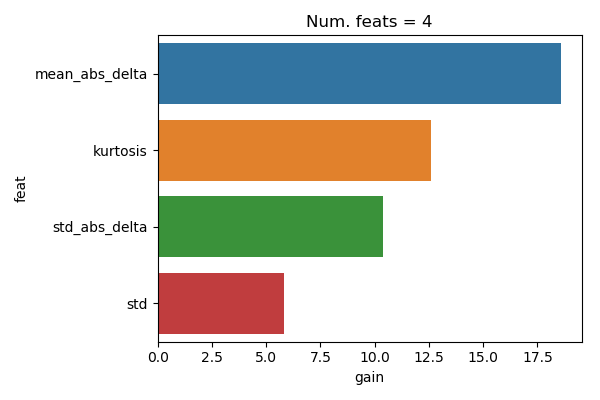 Num. feats = 4
feat
mean_abs_delta
kurtosis
std_abs_delta
std
0.0 2.5 5.0 7.5 10.0 12.5 15.0 17.5
gain